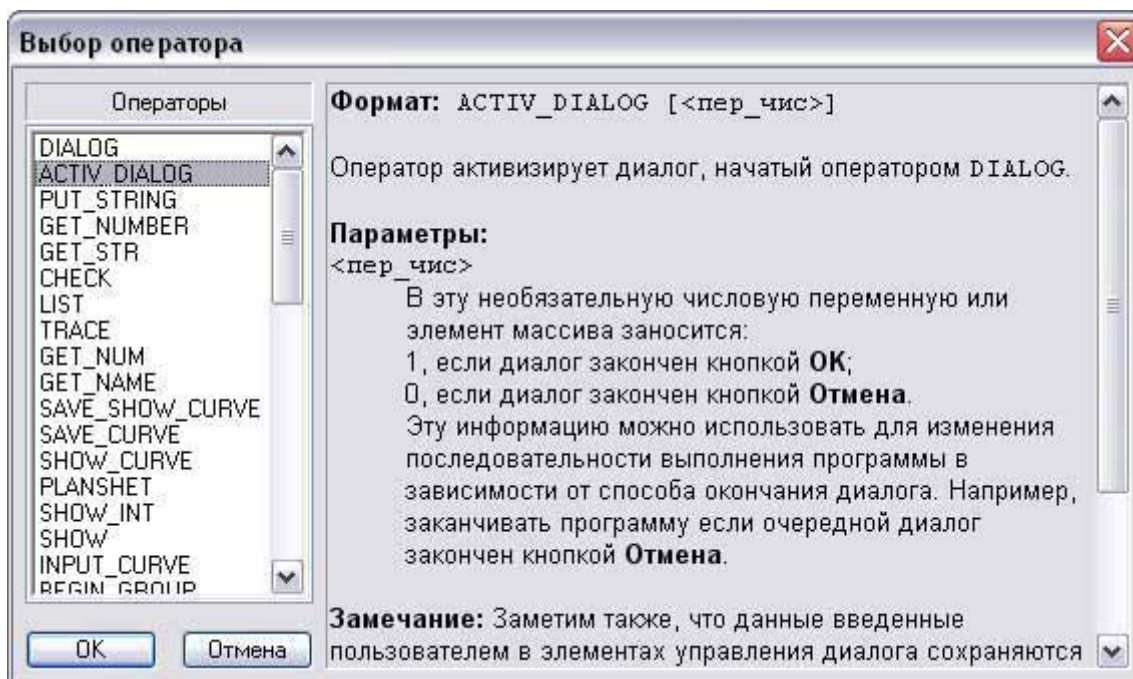 Выбор оператора
Операторы
DIALOG
ACTIV_DIALOG
PUT_STRING
GET_NUMBER
GET_STR
CHECK
LIST
TRACE
GET_NUM
GET_NAME
SAVE_SHOW_CURVE
SAVE_CURVE
SHOW_CURVE
PLANSHET
SHOW_INT
SHOW
INPUT_CURVE
BEGIN_GROUP
OK
Отмена
Формат: ACTIV_DIALOG [<пер_чис>]
Оператор активизирует диалог, начатый оператором DIALOG.
Параметры:
<пер_чис>
В эту необязательную числовую переменную или
элемент массива заносится:
1, если диалог закончен кнопкой ОК;
0, если диалог закончен кнопкой Отмена.
Эту информацию можно использовать для изменения
последовательности выполнения программы в
зависимости от способа окончания диалога. Например,
заканчивать программу если очередной диалог
закончен кнопкой Отмена.
Замечание: Заметим также, что данные введенные
пользователем в элементах управления диалога сохраняются